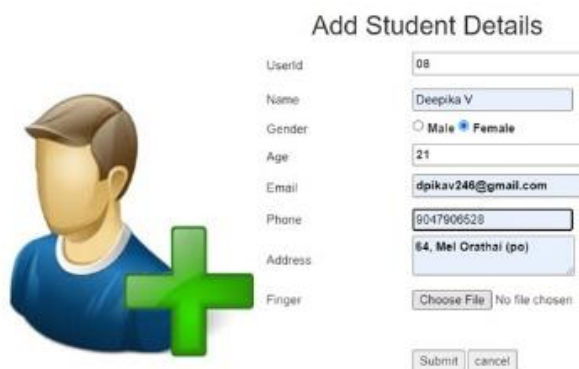 Add Student Details
UserId 08
Name Deepika V
Gender Male Female
Age 21
Email dpikav246@gmail.com
Phone 9047906528
Address 64, Mel Orathai (po)
Finger Choose File No file chosen
Submit cancel